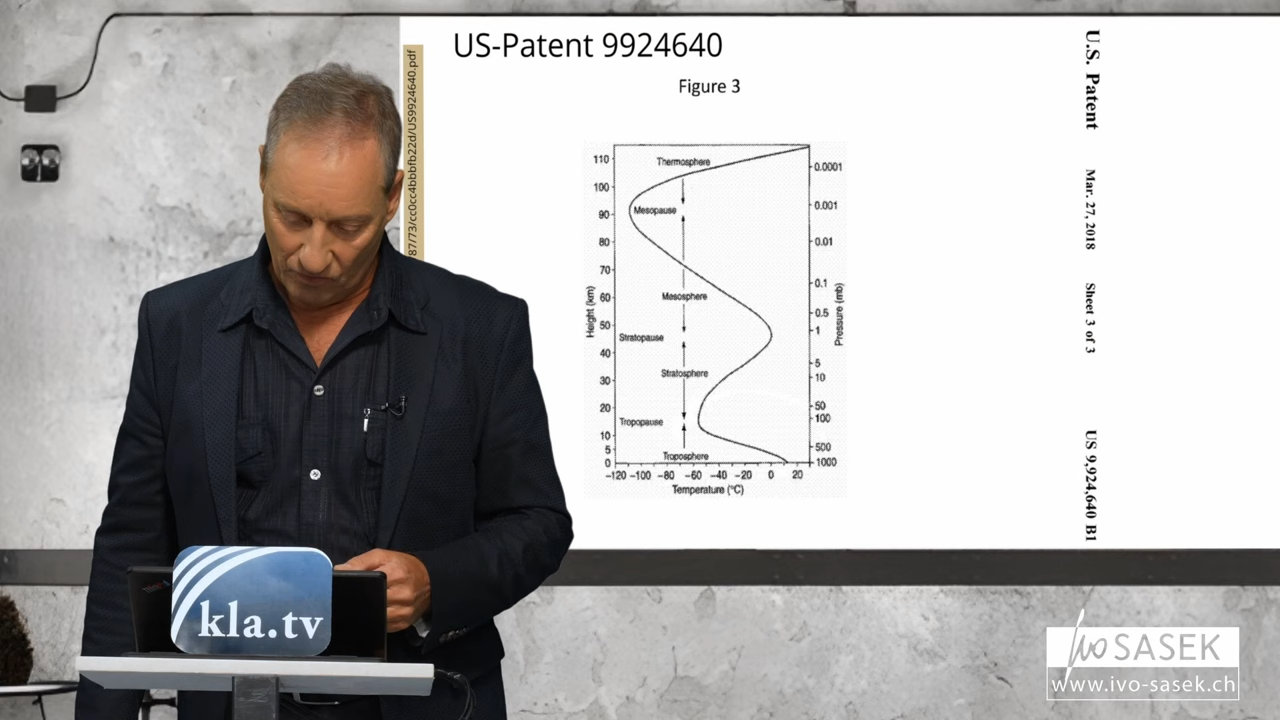 US-Patent 9924640
Figure 3
87/73/cc0cc4bbbfb22d/US9924640.pdf
U.S. Patent
Mar. 27, 2018
Sheet 3 of 3
US 9,924,640 B1
Height (km)
110
100
90
80
70
60
50
40
30
20
10
5
0
Thermosphere
Mesopause
Mesosphere
Stratopause
Stratosphere
Tropopause
Troposphere
0.0001
0.001
0.01
0.1
0.5
1
5
10
50
100
500
1000
Pressure (mb)
−120 −100 −80 −60 −40 −20 0 20
Temperature (°C)
kla.tv
Ivo SASEK
www.ivo-sasek.ch